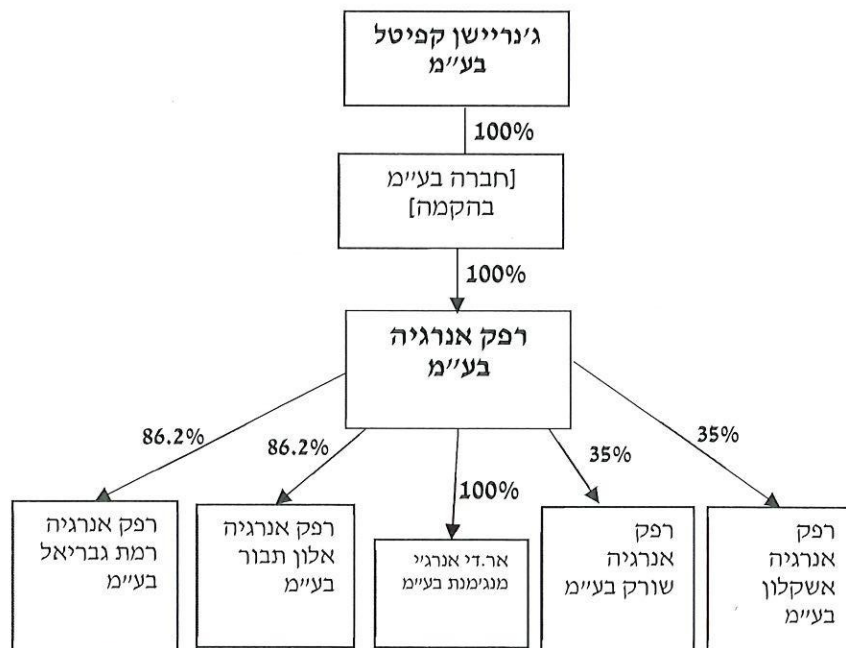 ג'נריישן קפיטל
בע"מ
100%
[חברה בע"מ
בהקמה]
100%
רפק אנרגיה
בע"מ
35%
35%
100%
86.2%
86.2%
רפק
אנרגיה
אשקלון
בע"מ
רפק
אנרגיה
שורק בע"מ
אר.די אנרג'י
מנג'מנת בע"מ
רפק אנרגיה
אלון תבור
בע"מ
רפק אנרגיה
רמת גבריאל
בע"מ